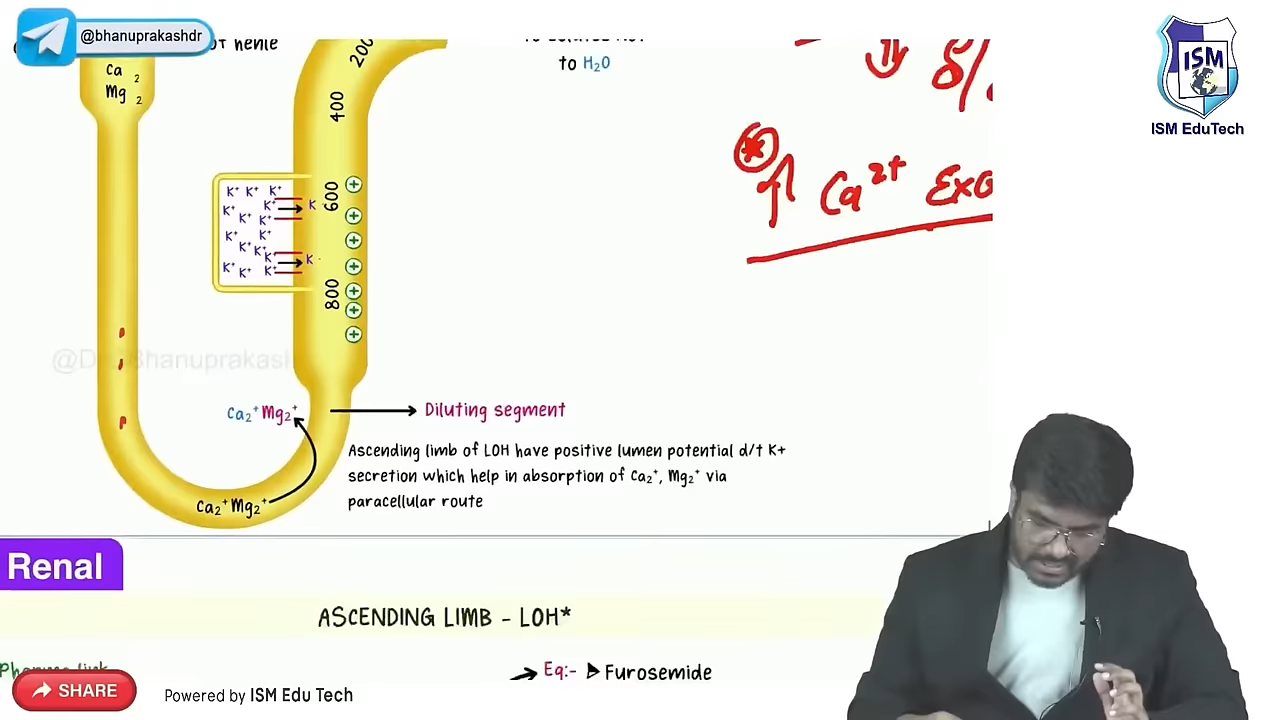 @bhanuprakashdr
henle
Ca 2
Mg 2
200
400
600
800
to H₂O
K⁺ K⁺ K⁺
K⁺ K⁺ K
K⁺ K⁺
K⁺ K⁺
K⁺ K⁺
K⁺ K
K⁺ K⁺ K⁺
ISM
ISM EduTech
↑ Ca²⁺
Ca₂⁺Mg₂⁺
Diluting segment
Ascending limb of LOH have positive lumen potential d/t K+
secretion which help in absorption of Ca₂⁺, Mg₂⁺ via
paracellular route
Ca₂⁺Mg₂⁺
Renal
ASCENDING LIMB - LOH*
Eq:- Furosemide
SHARE
Powered by ISM Edu Tech